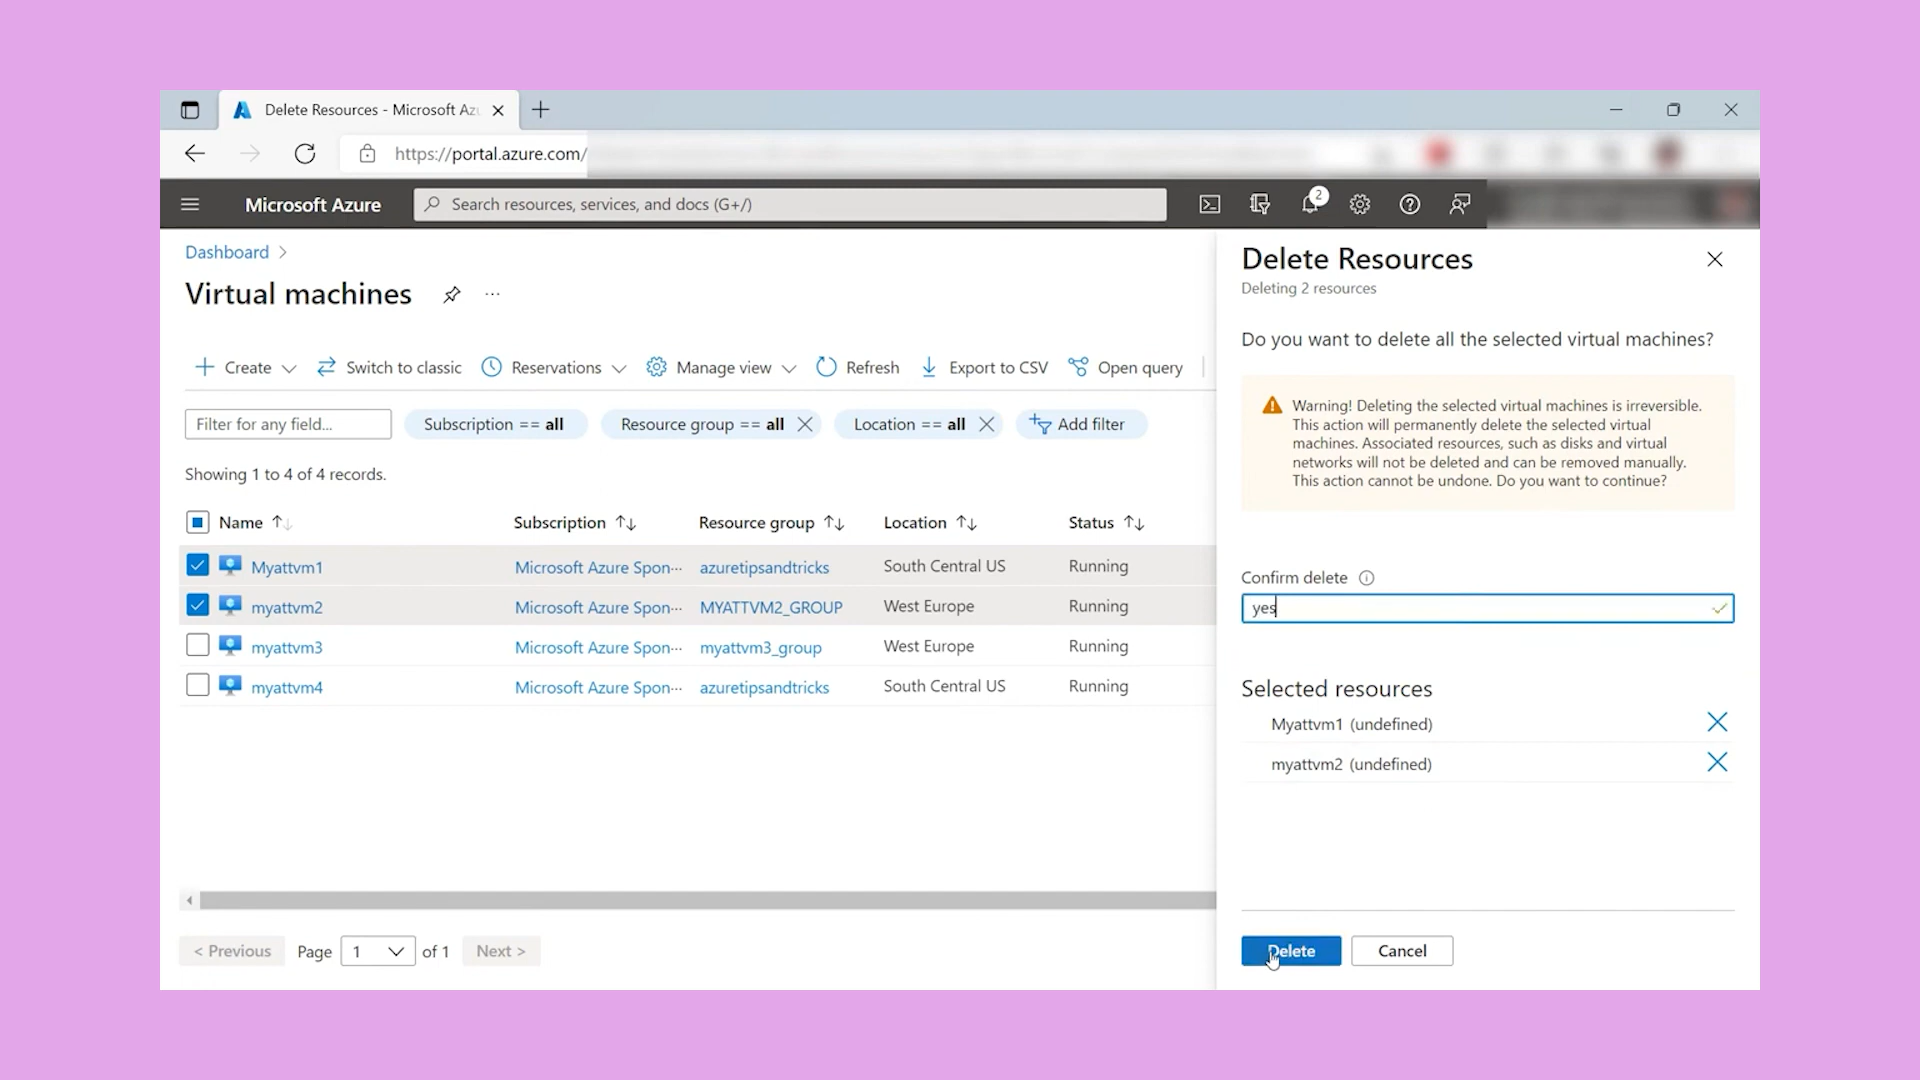 Delete Resources - Microsoft Az
https://portal.azure.com/
Microsoft Azure
Search resources, services, and docs (G+/)
2
Dashboard >
Virtual machines
...
Create
Switch to classic
Reservations
Manage view
Refresh
Export to CSV
Open query
Filter for any field...
Subscription == all
Resource group == all
Location == all
Add filter
Showing 1 to 4 of 4 records.
Name Subscription Resource group Location Status
Myattvm1 Microsoft Azure Spon··· azuretipsandtricks South Central US Running
myattvm2 Microsoft Azure Spon··· MYATTVM2_GROUP West Europe Running
myattvm3 Microsoft Azure Spon··· myattvm3_group West Europe Running
myattvm4 Microsoft Azure Spon··· azuretipsandtricks South Central US Running
< Previous Page 1 of 1 Next >
Delete Resources
Deleting 2 resources
Do you want to delete all the selected virtual machines?
Warning! Deleting the selected virtual machines is irreversible.
This action will permanently delete the selected virtual
machines. Associated resources, such as disks and virtual
networks will not be deleted and can be removed manually.
This action cannot be undone. Do you want to continue?
Confirm delete
yes
Selected resources
Myattvm1 (undefined)
myattvm2 (undefined)
Delete Cancel